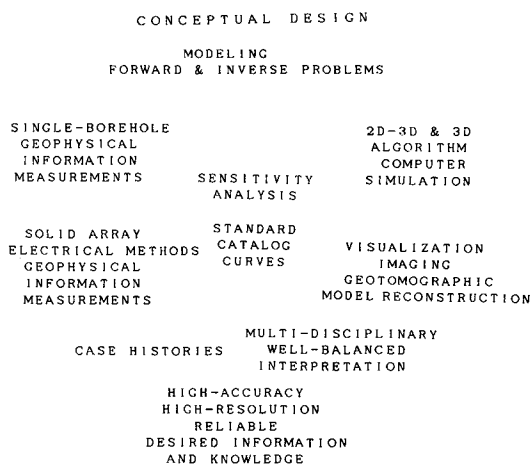 CONCEPTUAL DESIGN
MODELING
FORWARD & INVERSE PROBLEMS
SINGLE-BOREHOLE
GEOPHYSICAL
INFORMATION
MEASUREMENTS
2D-3D & 3D
ALGORITHM
COMPUTER
SIMULATION
SENSITIVITY
ANALYSIS
SOLID ARRAY
ELECTRICAL METHODS
GEOPHYSICAL
INFORMATION
MEASUREMENTS
STANDARD
CATALOG
CURVES
VISUALIZATION
IMAGING
GEOTOMOGRAPHIC
MODEL RECONSTRUCTION
CASE HISTORIES
MULTI-DISCIPLINARY
WELL-BALANCED
INTERPRETATION
HIGH-ACCURACY
HIGH-RESOLUTION
RELIABLE
DESIRED INFORMATION
AND KNOWLEDGE